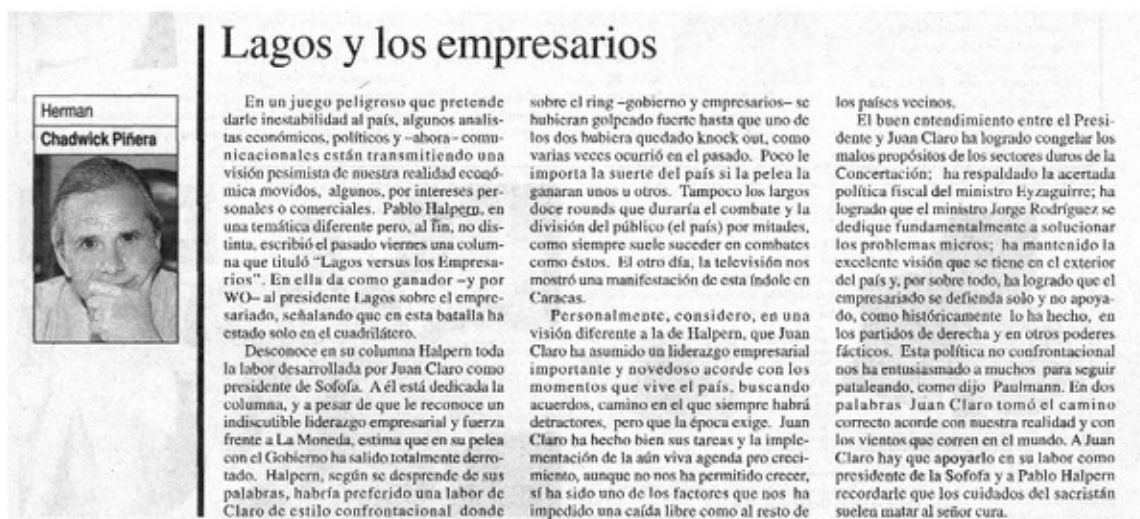 Lagos y los empresarios
Herman
Chadwick Piñera
En un juego peligroso que pretende
darle inestabilidad al país, algunos analis-
tas económicos, políticos y –ahora– comu-
nicacionales están transmitiendo una
visión pesimista de nuestra realidad econó-
mica movidos, algunos, por intereses per-
sonales o comerciales. Pablo Halpern, en
una temática diferente pero, al fin, no dis-
tinta, escribió el pasado viernes una colum-
na que tituló “Lagos versus los Empresa-
rios”. En ella da como ganador –y por
WO– al presidente Lagos sobre el empre-
sariado, señalando que en esta batalla ha
estado solo en el cuadrilátero.
Desconoce en su columna Halpern toda
la labor desarrollada por Juan Claro como
presidente de Sofofa. A él está dedicada la
columna, y a pesar de que le reconoce un
indiscutible liderazgo empresarial y fuerza
frente a La Moneda, estima que en su pelea
con el Gobierno ha salido totalmente derro-
tado. Halpern, según se desprende de sus
palabras, habría preferido una labor de
Claro de estilo confrontacional donde
sobre el ring –gobierno y empresarios– se
hubieran golpeado fuerte hasta que uno de
los dos hubiera quedado knock out, como
varias veces ocurrió en el pasado. Poco le
importa la suerte del país si la pelea la
ganaran unos u otros. Tampoco los largos
doce rounds que duraría el combate y la
división del público (el país) por mitades,
como siempre suele suceder en combates
como éstos. El otro día, la televisión nos
mostró una manifestación de esta índole en
Caracas.
Personalmente, considero, en una
visión diferente a la de Halpern, que Juan
Claro ha asumido un liderazgo empresarial
importante y novedoso acorde con los
momentos que vive el país, buscando
acuerdos, camino en el que siempre habrá
detractores, pero que la época exige. Juan
Claro ha hecho bien sus tareas y la imple-
mentación de la aún viva agenda pro creci-
miento, aunque no nos ha permitido crecer,
sí ha sido uno de los factores que nos ha
impedido una caída libre como al resto de
los países vecinos.
El buen entendimiento entre el Presi-
dente y Juan Claro ha logrado congelar los
malos propósitos de los sectores duros de la
Concertación; ha respaldado la acertada
política fiscal del ministro Eyzaguirre; ha
logrado que el ministro Jorge Rodríguez se
dedique fundamentalmente a solucionar
los problemas micros; ha mantenido la
excelente visión que se tiene en el exterior
del país y, por sobre todo, ha logrado que el
empresariado se defienda solo y no apoya-
do, como históricamente lo ha hecho, en
los partidos de derecha y en otros poderes
fácticos. Esta política no confrontacional
nos ha entusiasmado a muchos para seguir
pataleando, como dijo Paulmann. En dos
palabras Juan Claro tomó el camino
correcto acorde con nuestra realidad y con
los vientos que corren en el mundo. A Juan
Claro hay que apoyarlo en su labor como
presidente de la Sofofa y a Pablo Halpern
recordarle que los cuidados del sacristán
suelen matar al señor cura.